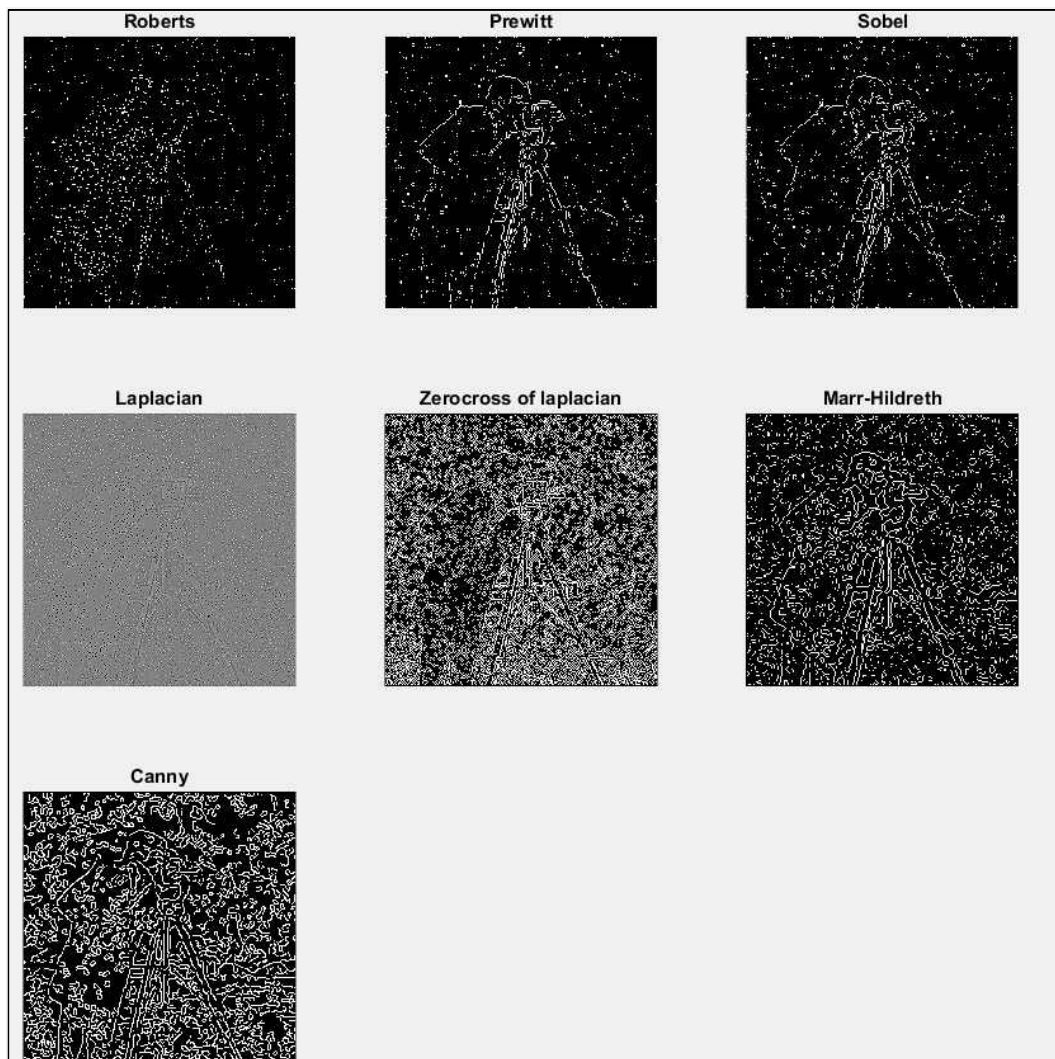 Roberts
Prewitt
Sobel
Laplacian
Zerocross of laplacian
Marr-Hildreth
Canny